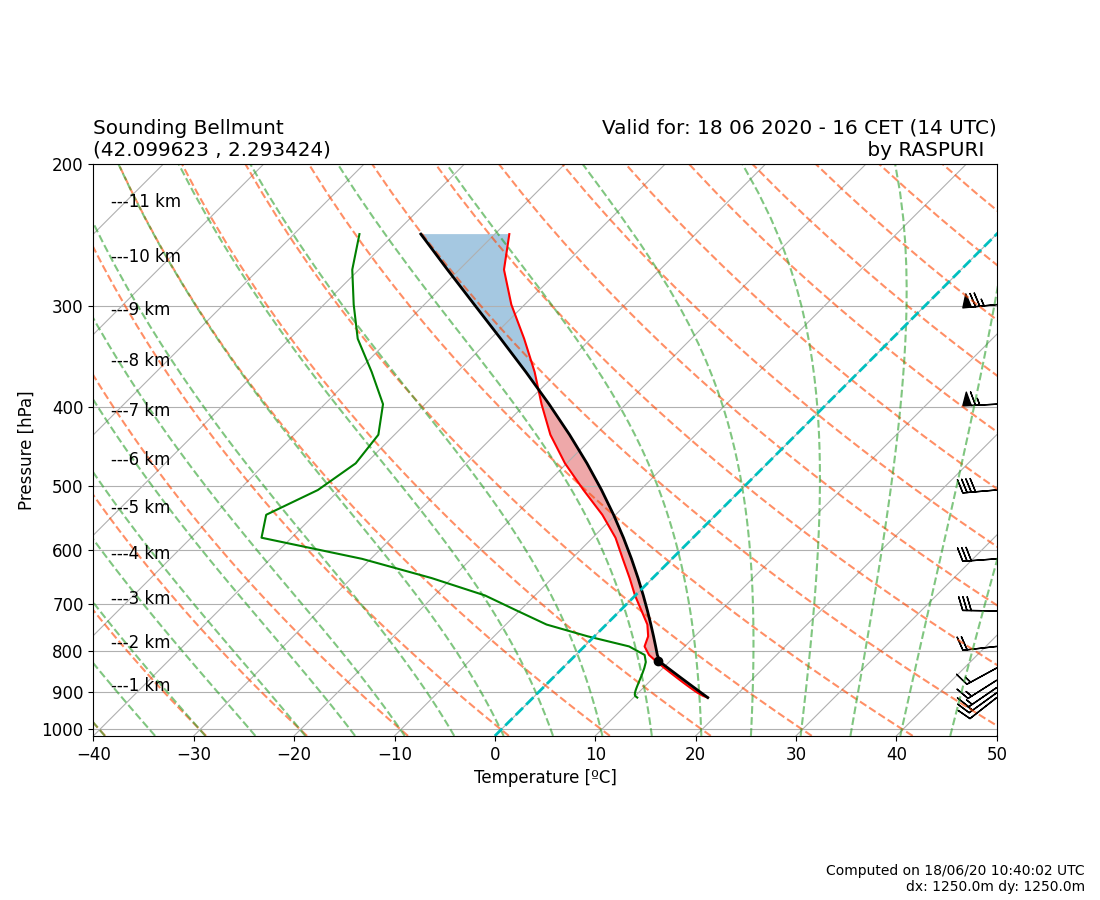 Sounding Bellmunt
(42.099623 , 2.293424)
Valid for: 18 06 2020 - 16 CET (14 UTC)
by RASPURI
200
300
400
500
600
700
800
900
1000
Pressure [hPa]
---11 km
---10 km
---9 km
---8 km
---7 km
---6 km
---5 km
---4 km
---3 km
---2 km
---1 km
−40 −30 −20 −10 0 10 20 30 40 50
Temperature [ºC]
Computed on 18/06/20 10:40:02 UTC
dx: 1250.0m dy: 1250.0m